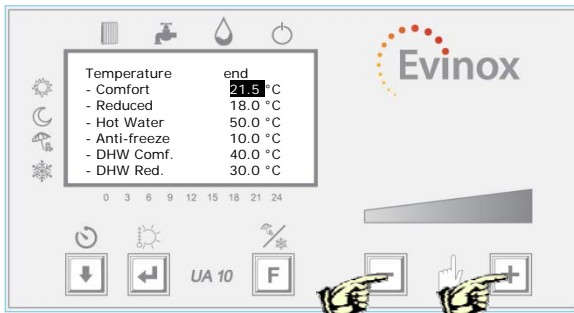 Evinox
Temperature end
- Comfort 21.5 °C
- Reduced 18.0 °C
- Hot Water 50.0 °C
- Anti-freeze 10.0 °C
- DHW Comf. 40.0 °C
- DHW Red. 30.0 °C
0 3 6 9 12 15 18 21 24
UA 10 F - +